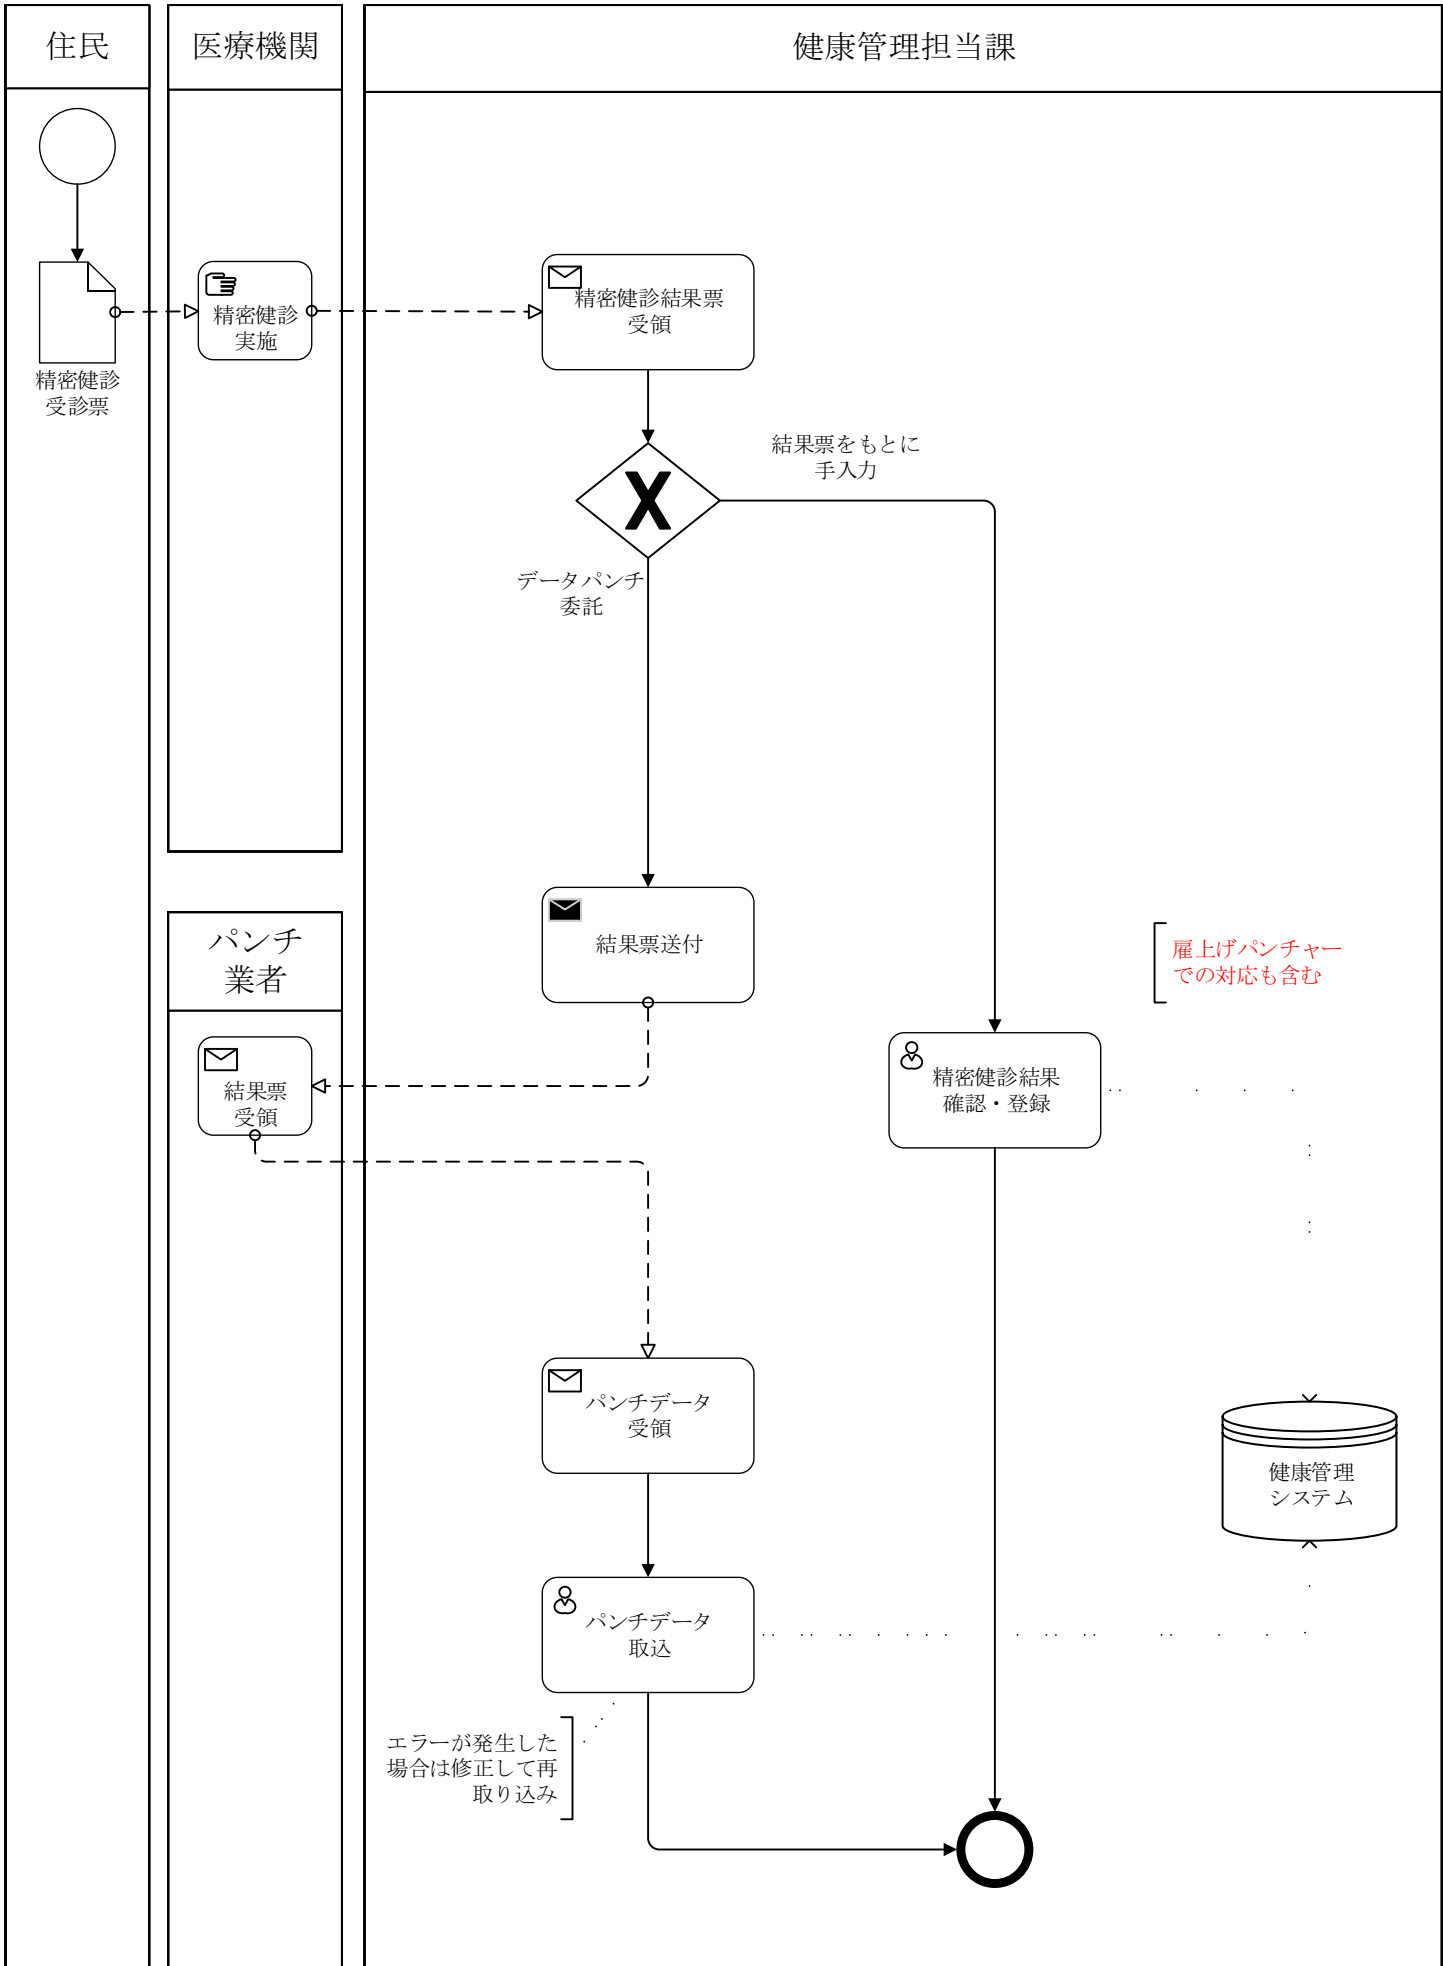 住民
医療機関
健康管理担当課
精密健診
実施
精密健診結果票
受領
精密健診
受診票
結果票をもとに
手入力
データパンチ
委託
パンチ
業者
結果票送付
雇上げパンチャー
での対応も含む
結果票
受領
精密健診結果
確認・登録
パンチデータ
受領
健康管理
システム
パンチデータ
取込
エラーが発生した
場合は修正して再
取り込み